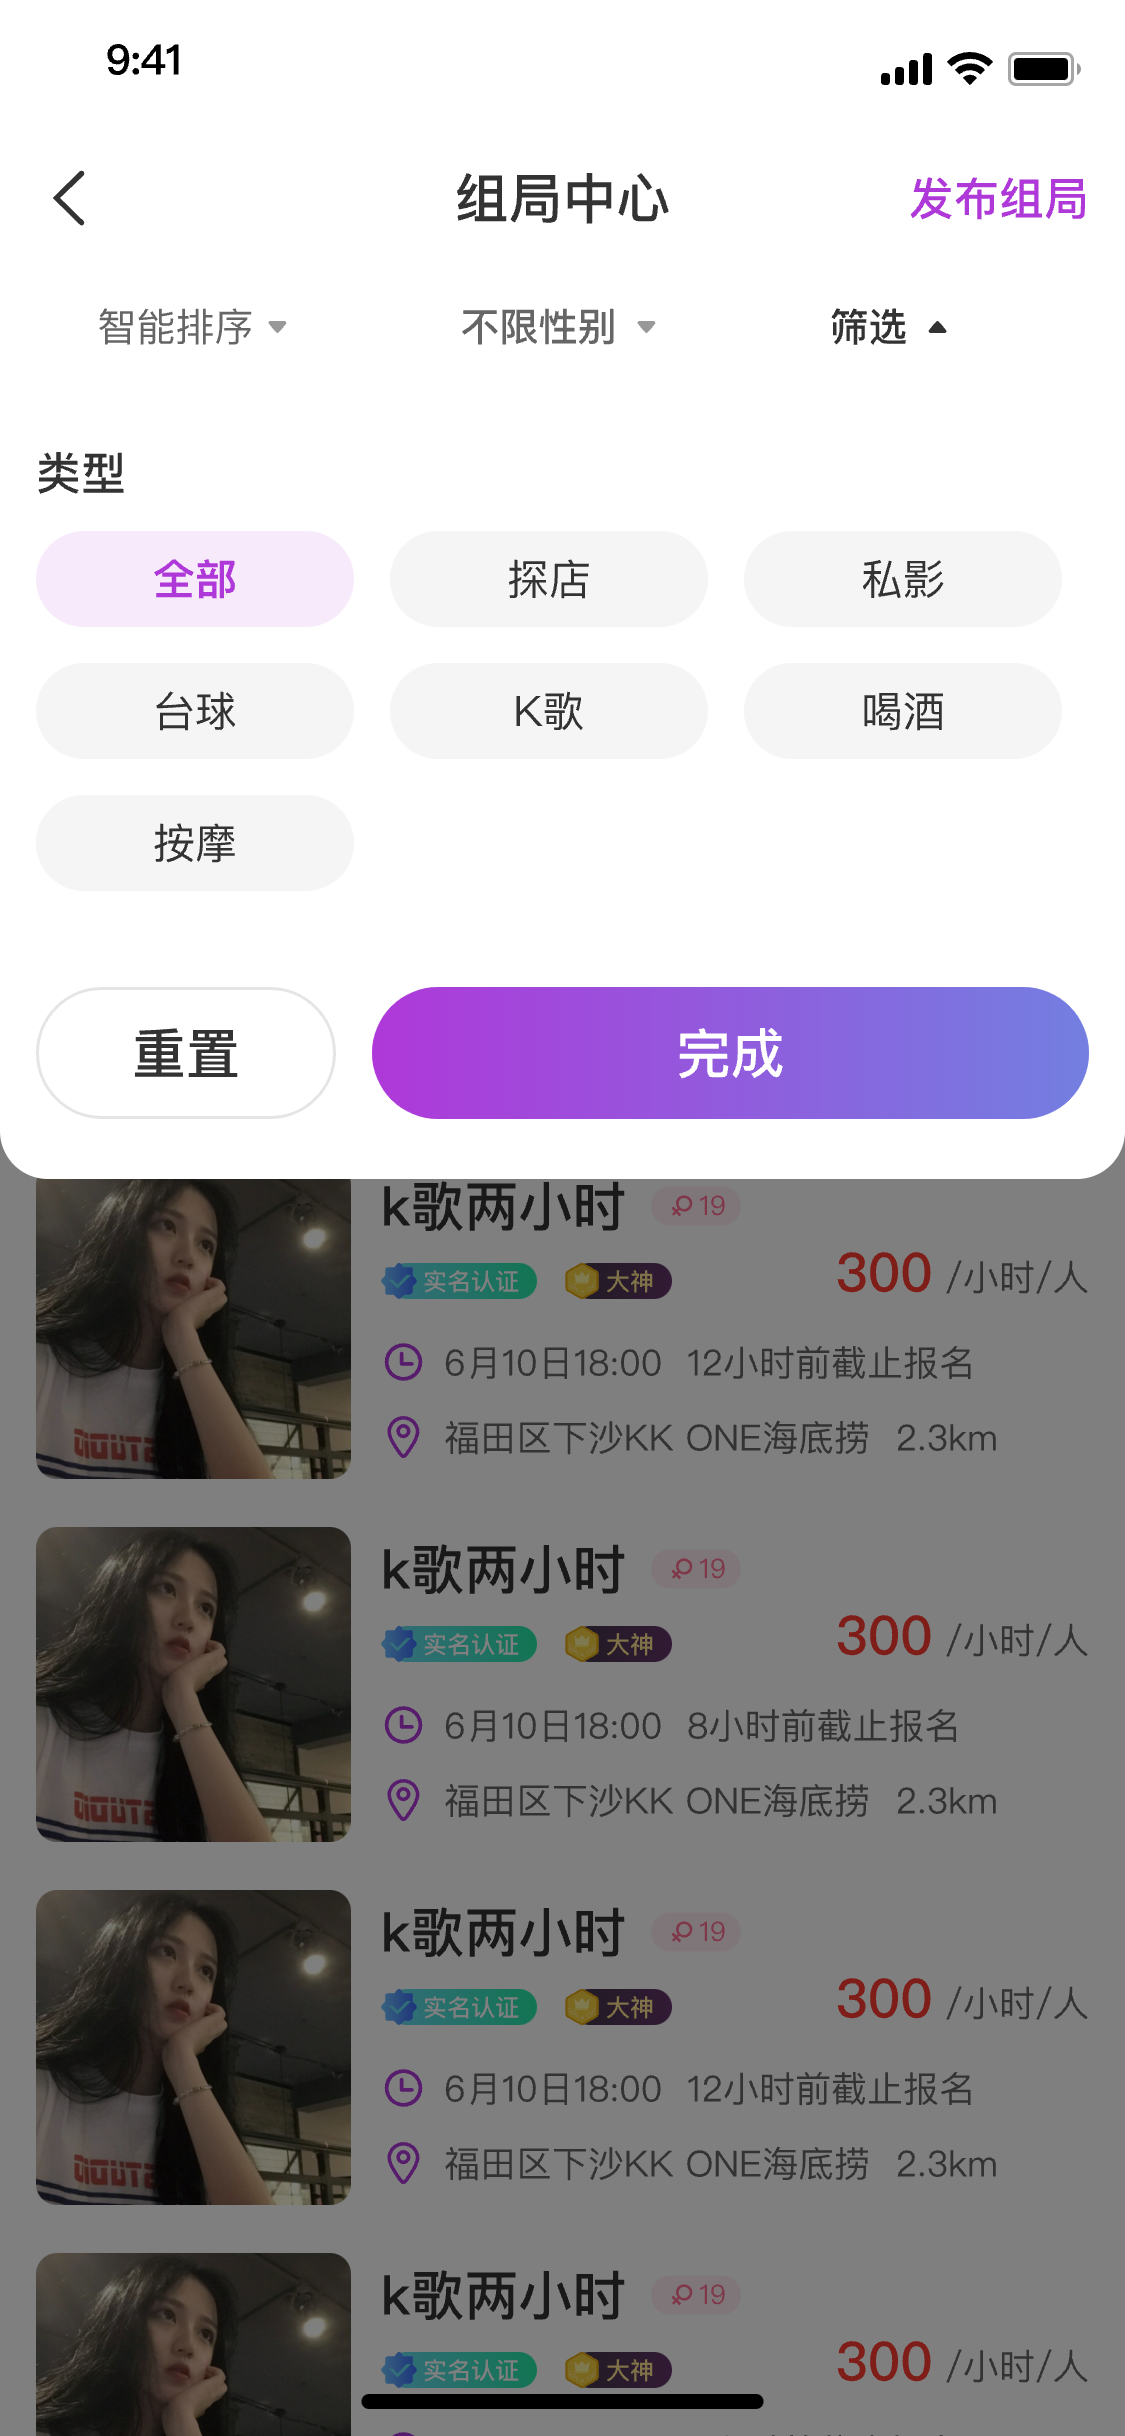 9:41
组局中心
发布组局
智能排序 不限性别 筛选
类型
全部 探店 私影
台球 K歌 喝酒
按摩
重置 完成
k歌两小时 19
实名认证 大神 300 /小时/人
6月10日18:00 12小时前截止报名
福田区下沙KK ONE海底捞 2.3km
k歌两小时 19
实名认证 大神 300 /小时/人
6月10日18:00 8小时前截止报名
福田区下沙KK ONE海底捞 2.3km
k歌两小时 19
实名认证 大神 300 /小时/人
6月10日18:00 12小时前截止报名
福田区下沙KK ONE海底捞 2.3km
k歌两小时 19
实名认证 大神 300 /小时/人